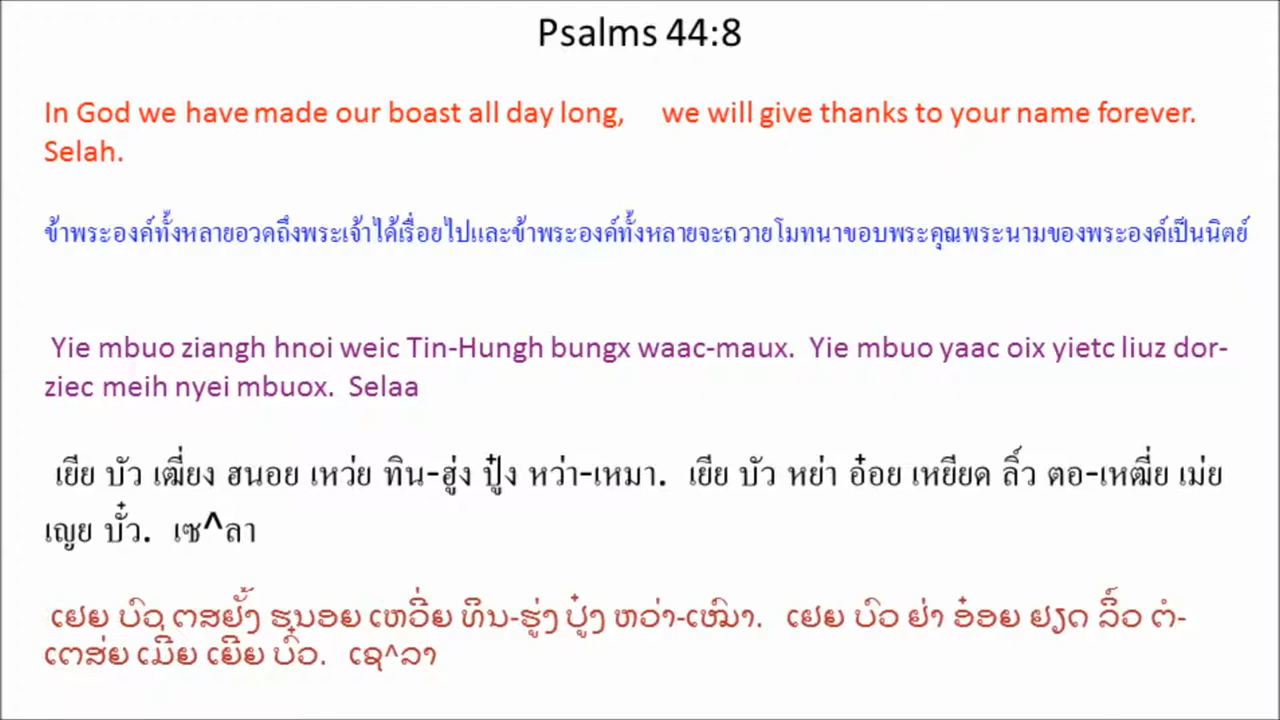 Psalms 44:8
In God we have made our boast all day long, we will give thanks to your name forever.
Selah.
ข้าพระองค์ทั้งหลายอวดถึงพระเจ้าได้เรื่อยไปและข้าพระองค์ทั้งหลายจะถวายโมทนาขอบพระคุณพระนามของพระองค์เป็นนิตย์
Yie mbuo ziangh hnoi weic Tin-Hungh bungx waac-maux. Yie mbuo yaac oix yietc liuz dor-
ziec meih nyei mbuox. Selaa
เยีย บัว เฒี่ยง ฮนอย เหว่ย ทิน-ฮู่ง ปู๋ง หว่า-เหมา. เยีย บัว หย่า อ๋อย เหยียด ลิ์ว ตอ-เหฒี่ย เม่ย
เญย บั๋ว. เซ^ลา
ເຢຍ ບົວ ຕສຢັ້ງ ຮນອຍ ເຫວີ່ຍ ທິນ-ຮູ່ງ ປູ໋ງ ຫວ່າ-ເໝົາ. ເຢຍ ບົວ ຢ່າ ອ໋ອຍ ຢຽດ ລິ໌ວ ຕໍ-
ເຕສ່ຍ ເມີ່ຍ ເຍີຍ ບົ໋ວ. ເຊ^ລາ